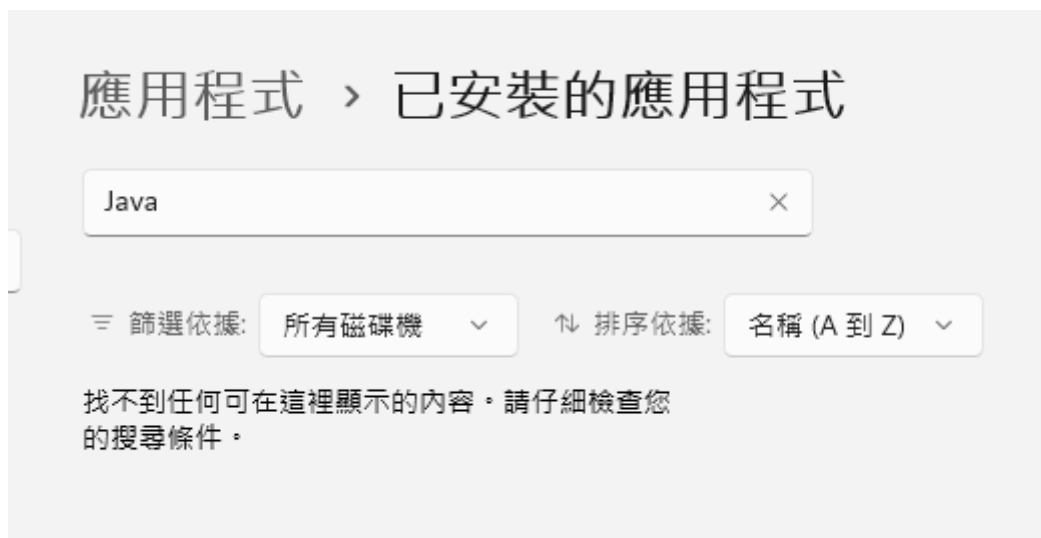 應用程式 › 已安裝的應用程式
Java
篩選依據: 所有磁碟機 排序依據: 名稱 (A 到 Z)
找不到任何可在這裡顯示的內容。請仔細檢查您
的搜尋條件。